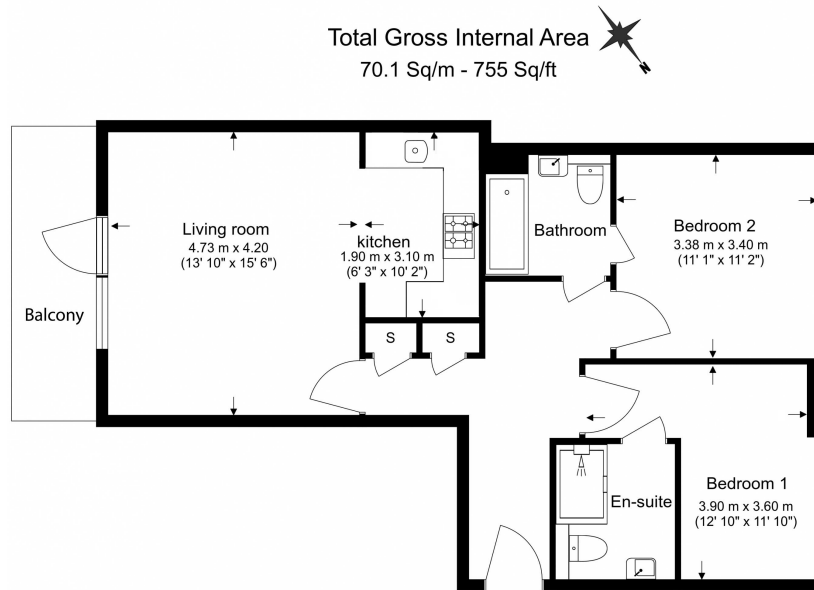 Total Gross Internal Area
70.1 Sq/m - 755 Sq/ft
N
Living room
4.73 m x 4.20
(13' 10" x 15' 6")
kitchen
1.90 m x 3.10 m
(6' 3" x 10' 2")
Bathroom
Bedroom 2
3.38 m x 3.40 m
(11' 1" x 11' 2")
Balcony
S
S
En-suite
Bedroom 1
3.90 m x 3.60 m
(12' 10" x 11' 10")